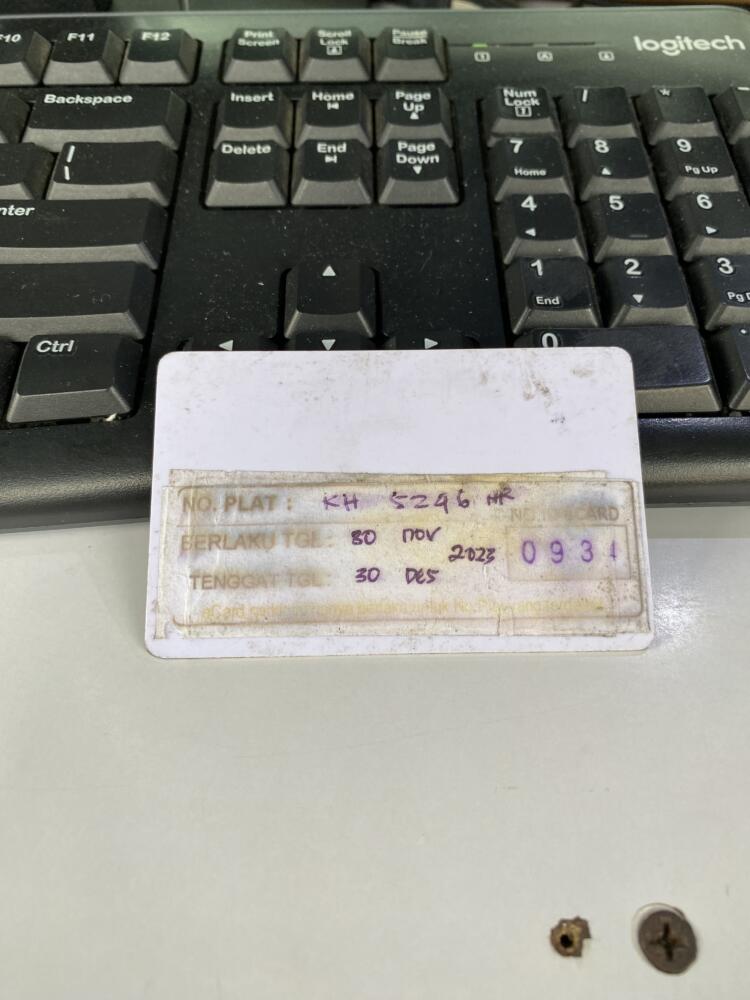 F10 F11 F12 Print Screen Scroll Lock Pause Break logitech
Backspace Insert Home Page Up Num Lock / * -
| \ Delete End Page Down 7 Home 8 9 Pg Up
4 5 6
1 End 2 3
Ctrl 0 .
NO. PLAT : KH 5246 HR
BERLAKU TGL : 30 NOV
2023 0931
TENGGAT TGL : 30 DES